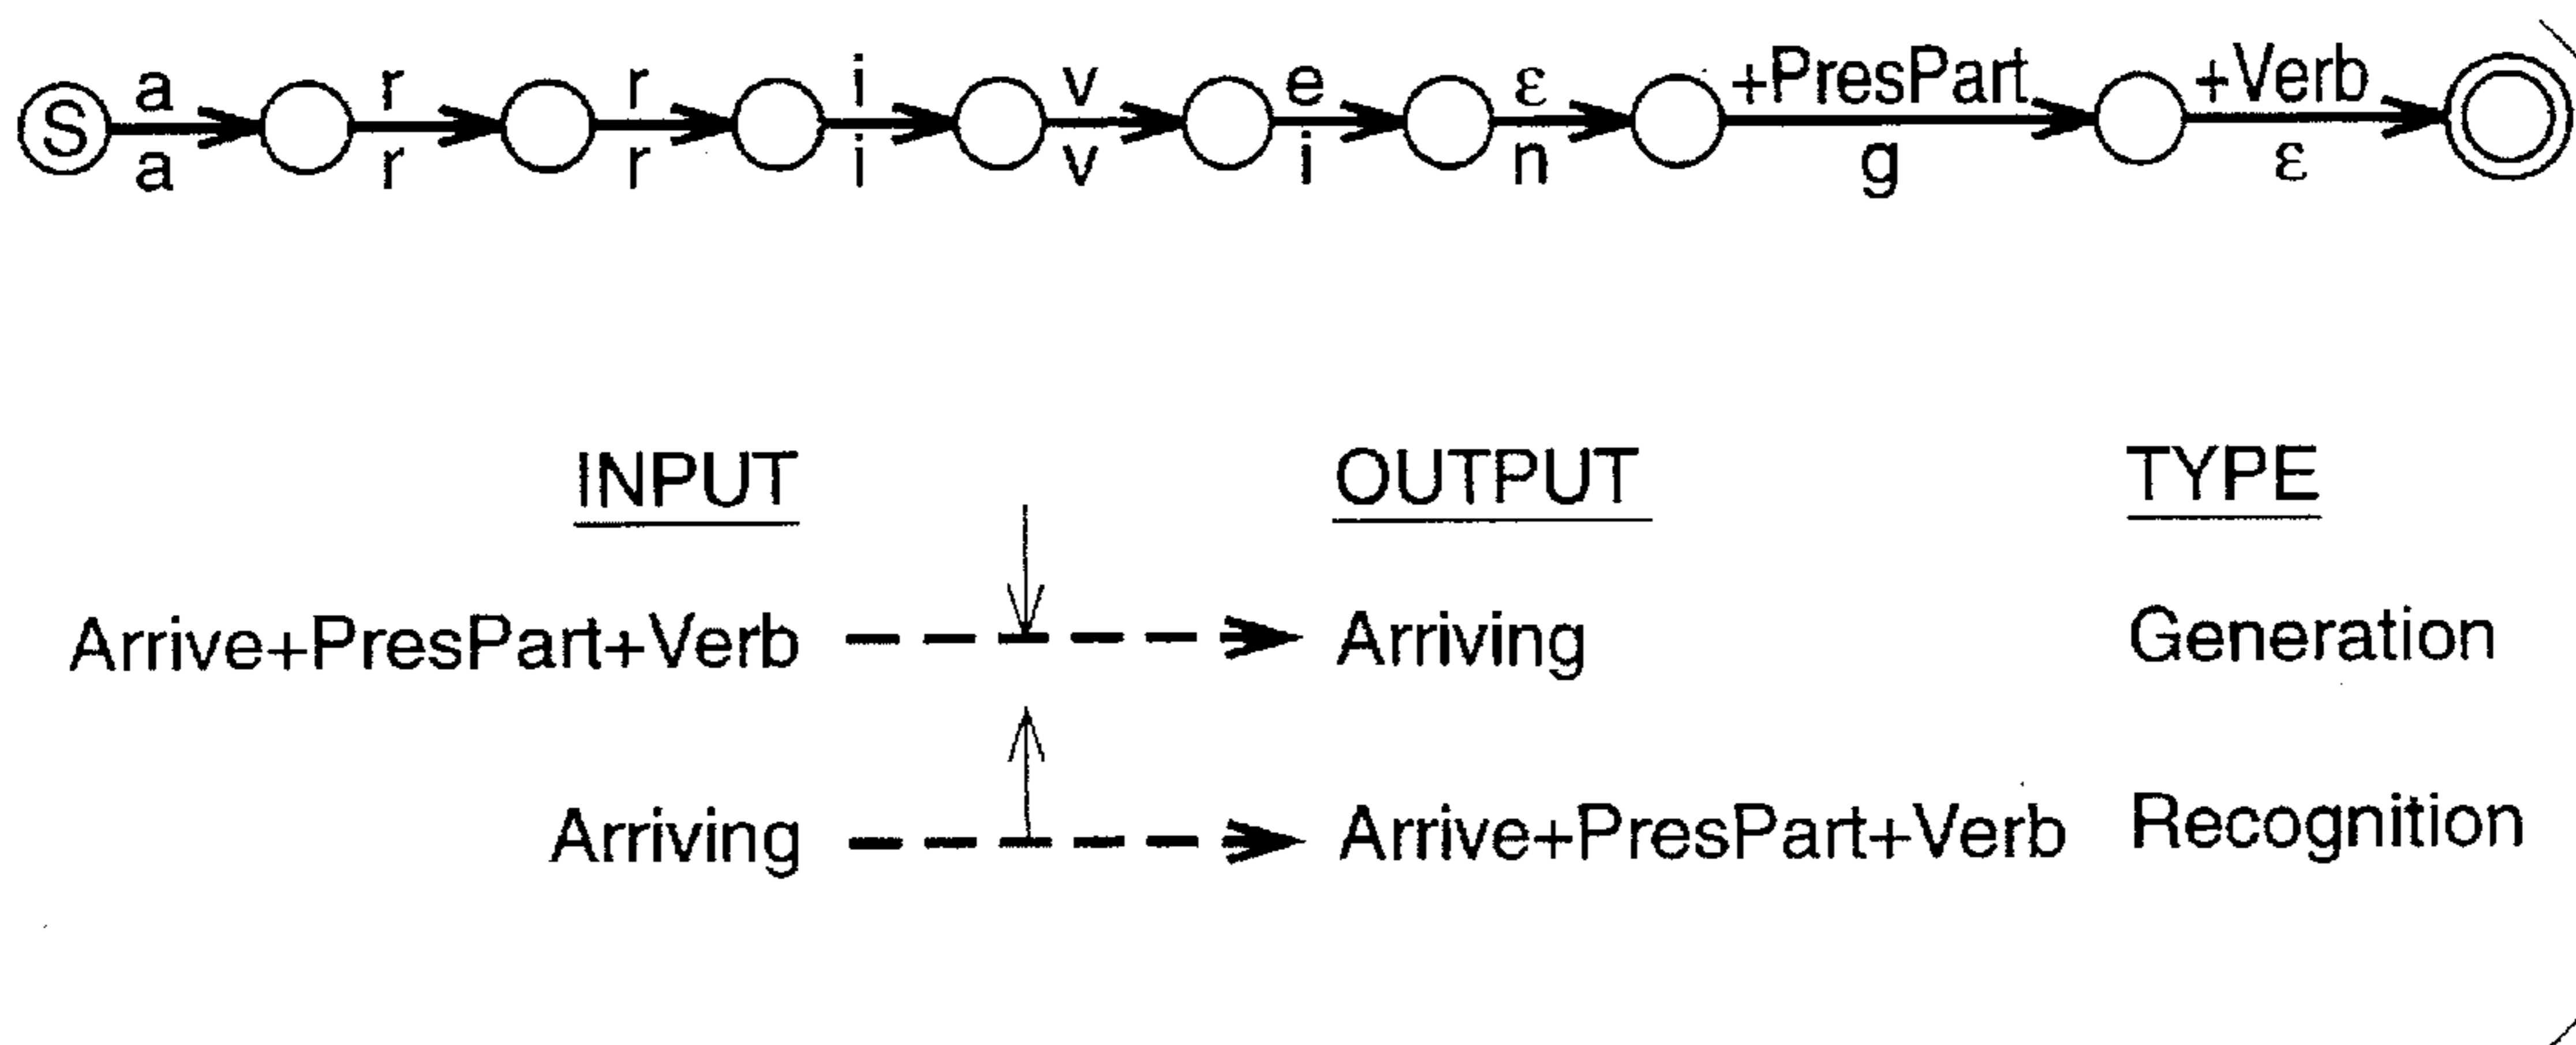 a r r i v e ε +PresPart +Verb
S
a r r i v i n g ε
INPUT OUTPUT TYPE
Arrive+PresPart+Verb Arriving Generation
Arriving Arrive+PresPart+Verb Recognition